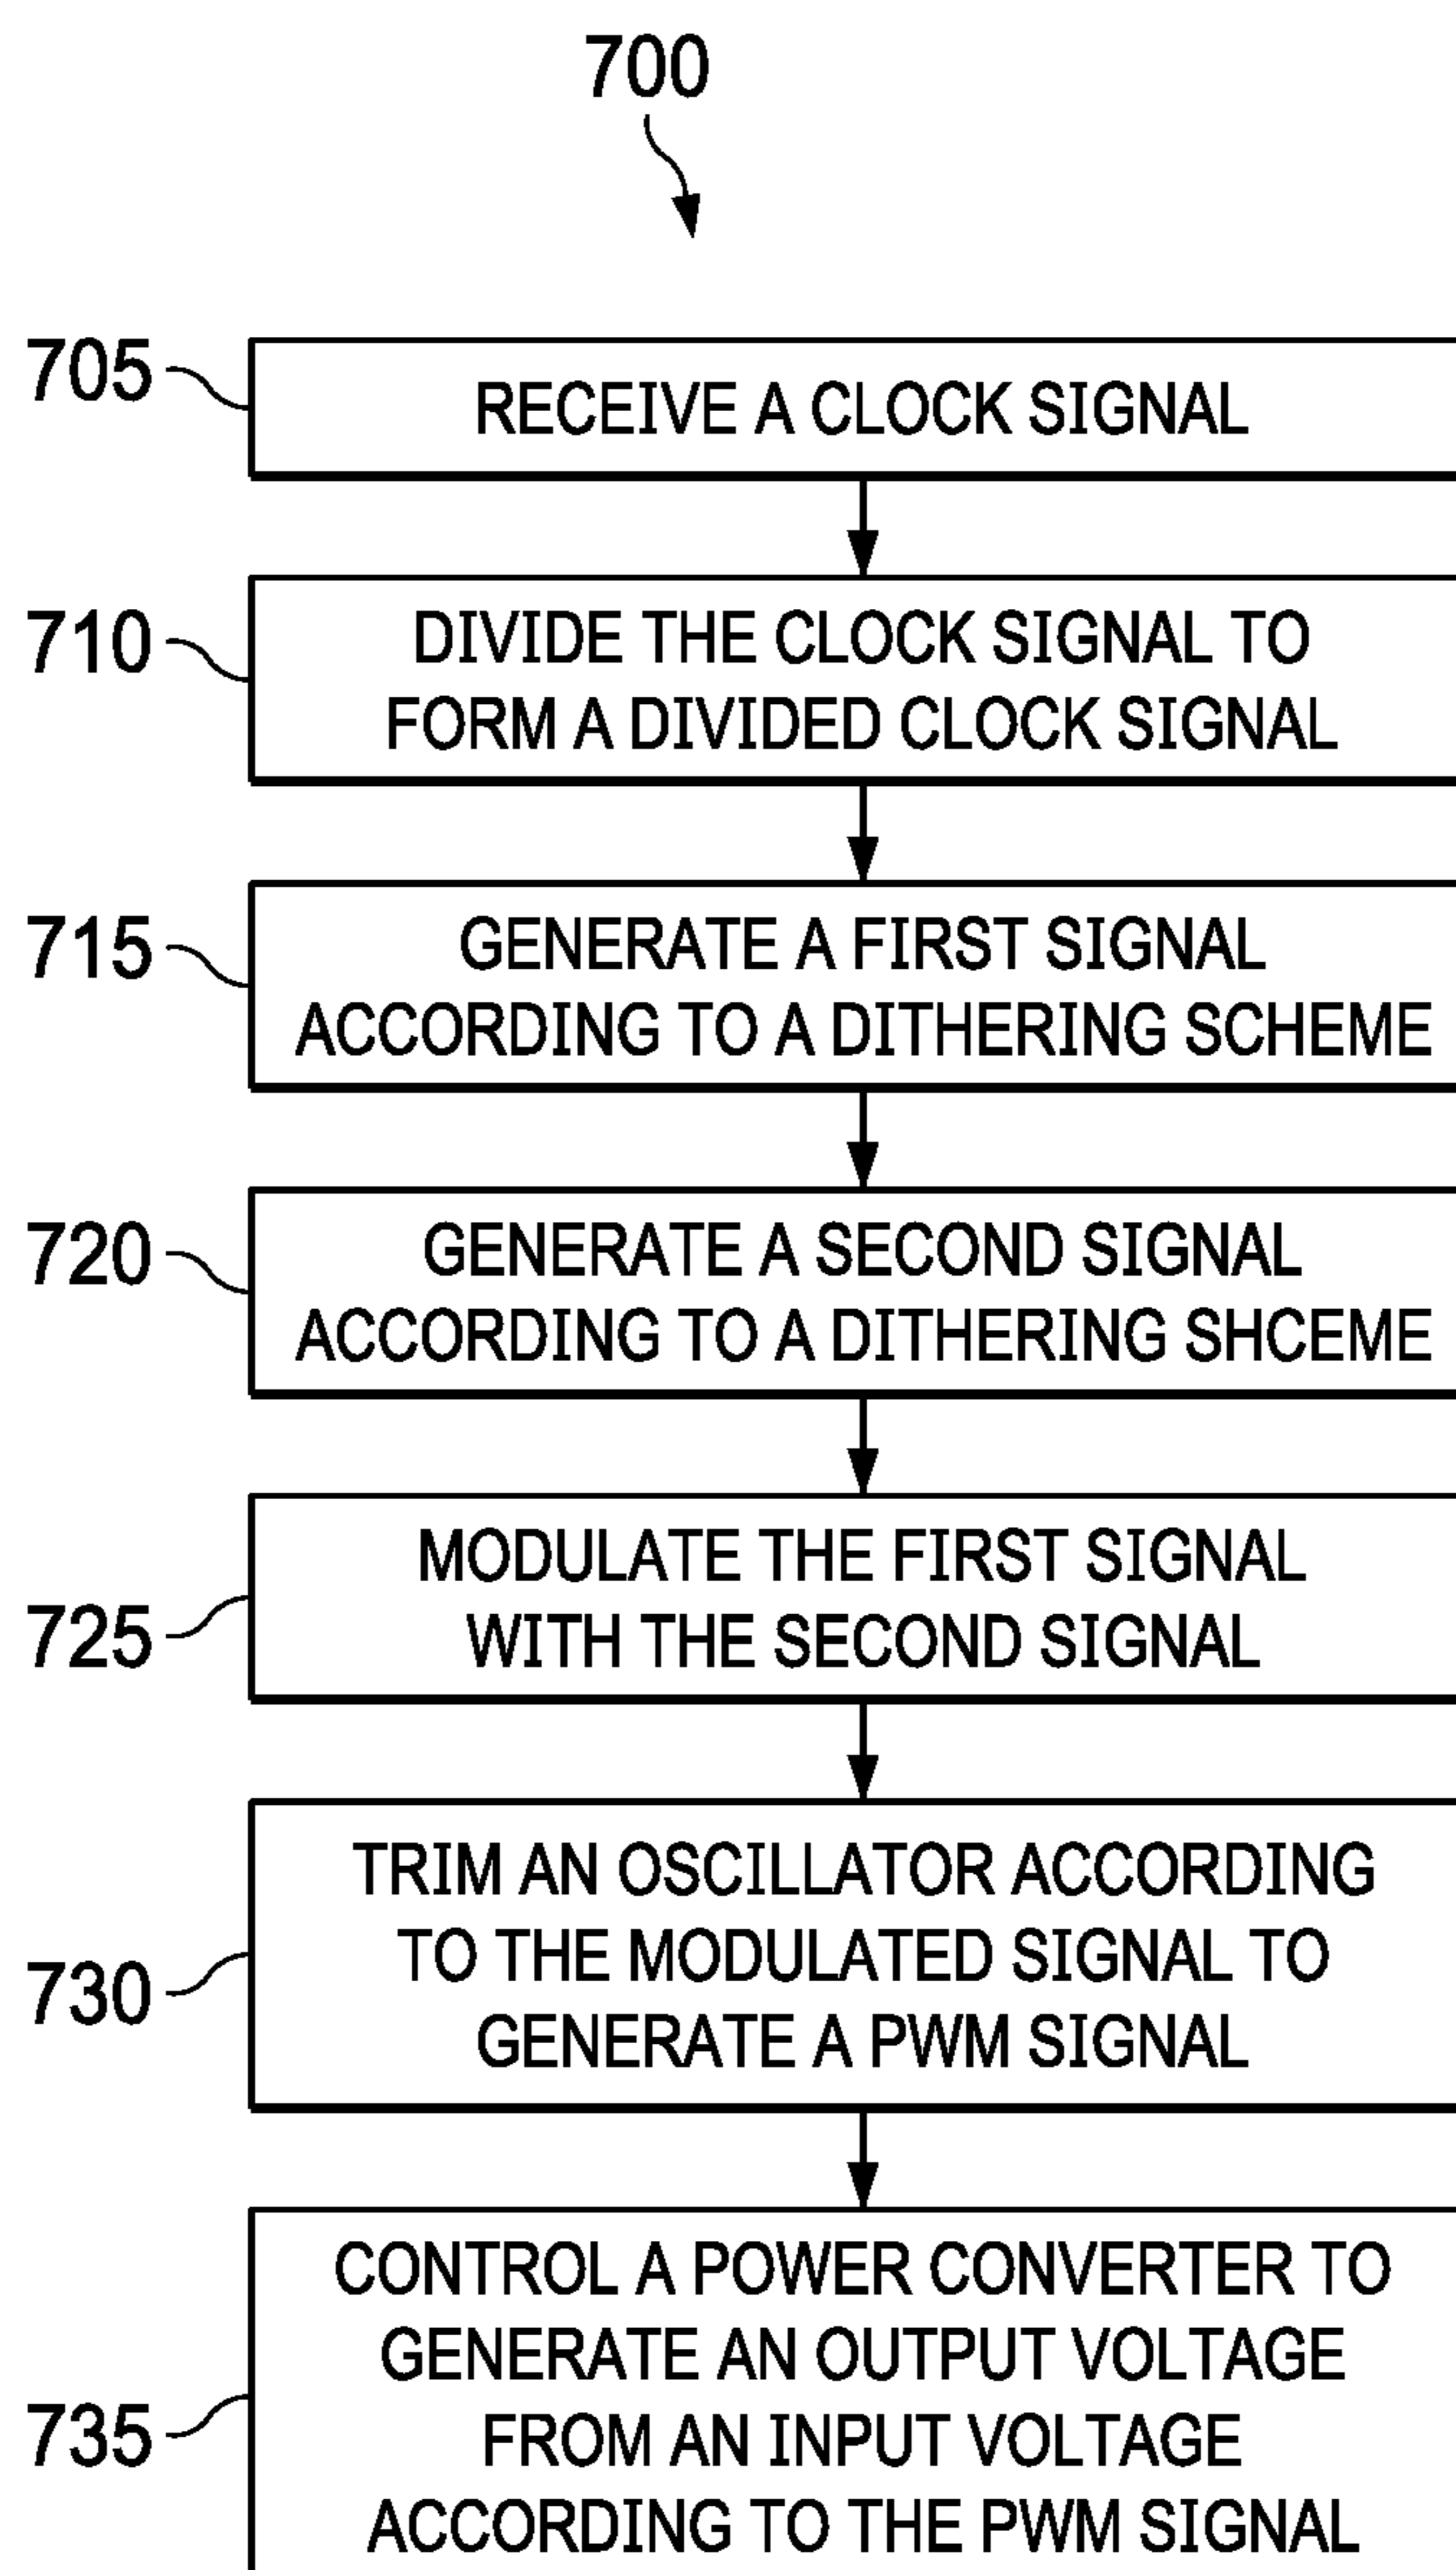 700
705
RECEIVE A CLOCK SIGNAL
710
DIVIDE THE CLOCK SIGNAL TO
FORM A DIVIDED CLOCK SIGNAL
715
GENERATE A FIRST SIGNAL
ACCORDING TO A DITHERING SCHEME
720
GENERATE A SECOND SIGNAL
ACCORDING TO A DITHERING SHCEME
725
MODULATE THE FIRST SIGNAL
WITH THE SECOND SIGNAL
730
TRIM AN OSCILLATOR ACCORDING
TO THE MODULATED SIGNAL TO
GENERATE A PWM SIGNAL
735
CONTROL A POWER CONVERTER TO
GENERATE AN OUTPUT VOLTAGE
FROM AN INPUT VOLTAGE
ACCORDING TO THE PWM SIGNAL